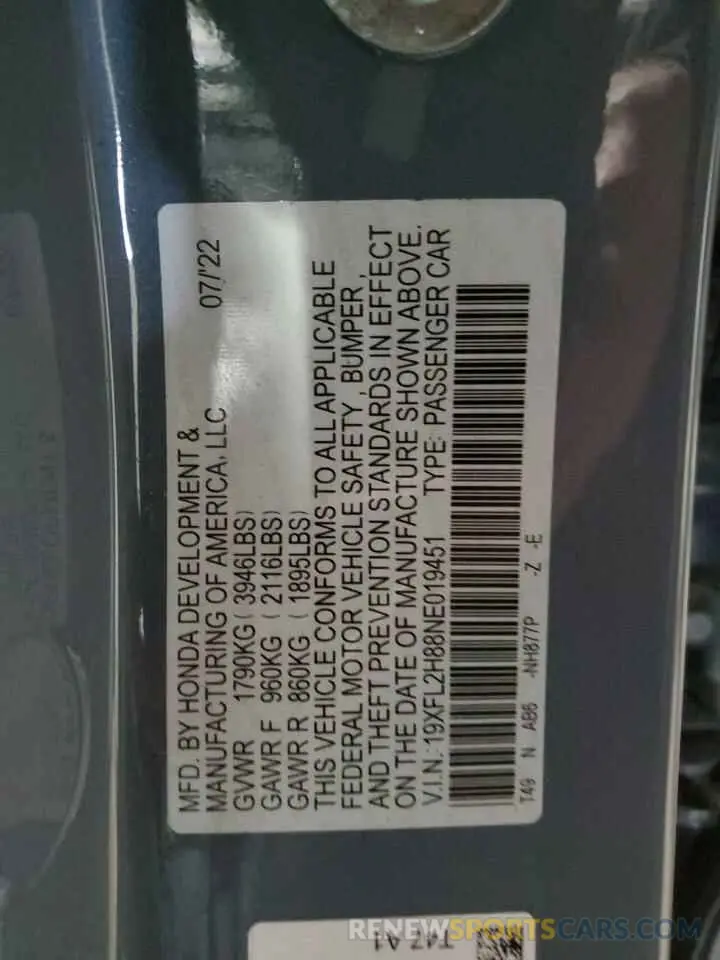 MFD. BY HONDA DEVELOPMENT &
MANUFACTURING OF AMERICA, LLC 07/'22
GVWR 1790KG ( 3946LBS)
GAWR F 960KG ( 2116LBS)
GAWR R 860KG ( 1895LBS)
THIS VEHICLE CONFORMS TO ALL APPLICABLE
FEDERAL MOTOR VEHICLE SAFETY , BUMPER ,
AND THEFT PREVENTION STANDARDS IN EFFECT
ON THE DATE OF MANUFACTURE SHOWN ABOVE.
V.I.N.: 19XFL2H88NE019451 TYPE: PASSENGER CAR
T49 N AB6 -NH877P -Z -E
T47 A1
RENEWSPORTSCARS.COM